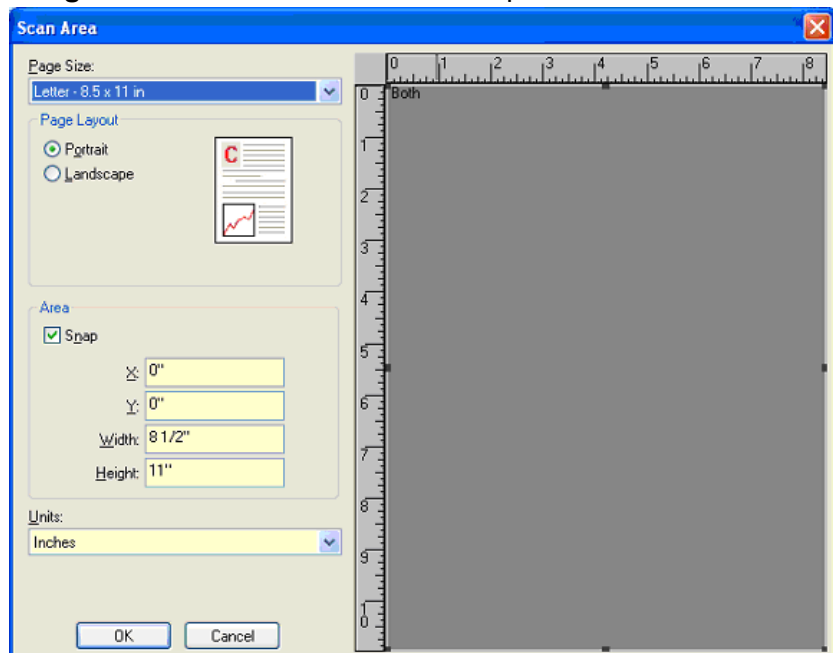 Scan Area
Page Size:
Letter - 8.5 x 11 in
Page Layout
Portrait
Landscape
C
Area
Snap
X: 0"
Y: 0"
Width: 8 1/2"
Height: 11"
Units:
Inches
OK Cancel
0 1 2 3 4 5 6 7 8
Both
0
1
2
3
4
5
6
7
8
9
10